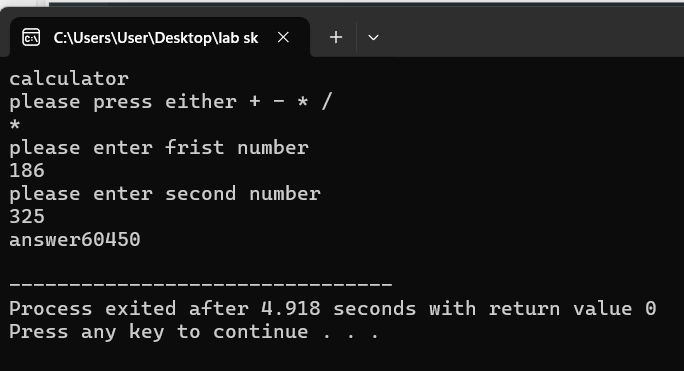 C:\Users\User\Desktop\lab sk
calculator
please press either + - * /
*
please enter frist number
186
please enter second number
325
answer60450
--------------------------------
Process exited after 4.918 seconds with return value 0
Press any key to continue . . .